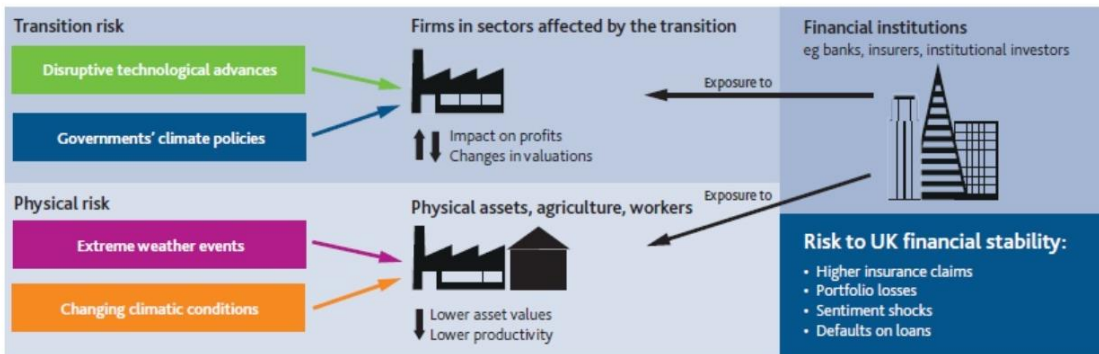 Transition risk
Disruptive technological advances
Governments' climate policies
Firms in sectors affected by the transition
Impact on profits
Changes in valuations
Exposure to
Financial institutions
eg banks, insurers, institutional investors
Physical risk
Extreme weather events
Changing climatic conditions
Physical assets, agriculture, workers
Lower asset values
Lower productivity
Exposure to
Risk to UK financial stability:
• Higher insurance claims
• Portfolio losses
• Sentiment shocks
• Defaults on loans